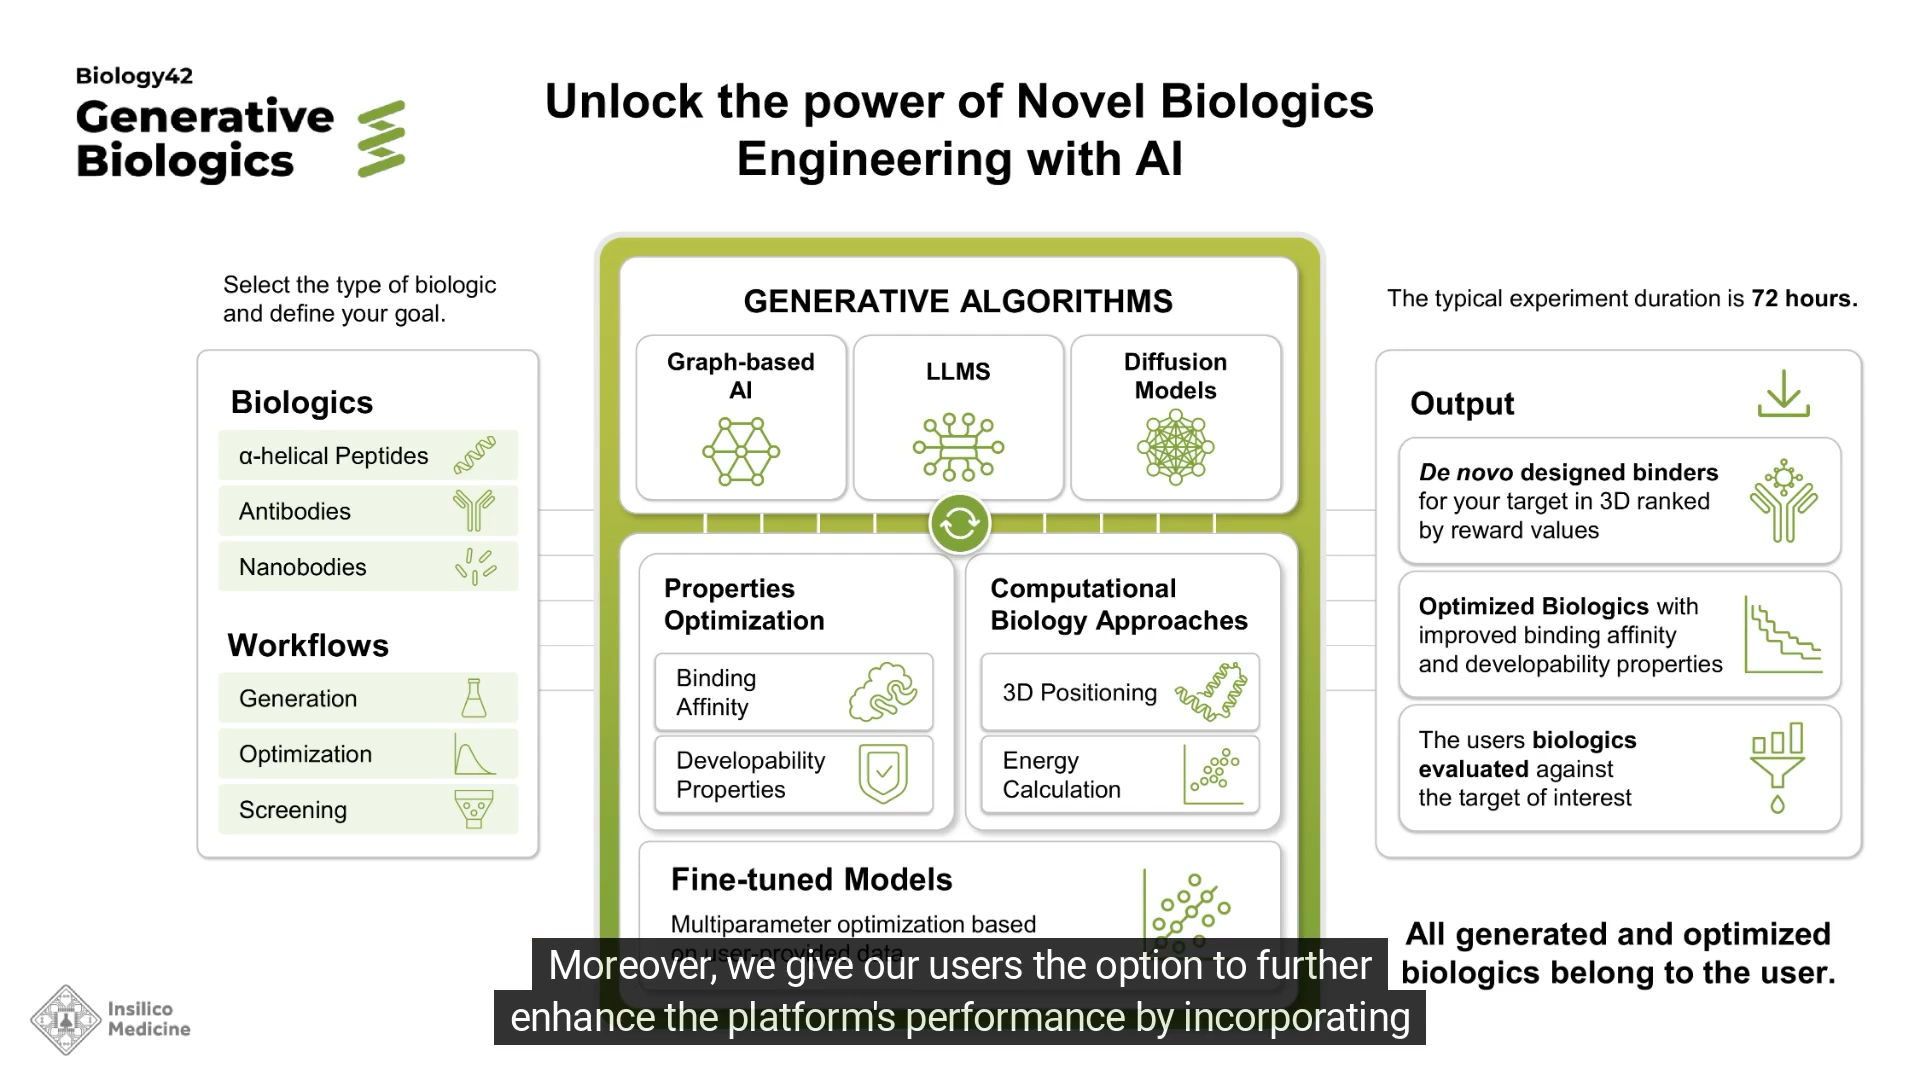 Biology42
Generative
Biologics
Unlock the power of Novel Biologics
Engineering with AI
Select the type of biologic
and define your goal.
Biologics
α-helical Peptides
Antibodies
Nanobodies
Workflows
Generation
Optimization
Screening
GENERATIVE ALGORITHMS
Graph-based
AI
LLMS
Diffusion
Models
Properties
Optimization
Binding
Affinity
Developability
Properties
Computational
Biology Approaches
3D Positioning
Energy
Calculation
Fine-tuned Models
Multiparameter optimization based
on user-provided data
The typical experiment duration is 72 hours.
Output
De novo designed binders
for your target in 3D ranked
by reward values
Optimized Biologics with
improved binding affinity
and developability properties
The users biologics
evaluated against
the target of interest
All generated and optimized
biologics belong to the user.
Moreover, we give our users the option to further
enhance the platform's performance by incorporating
Insilico
Medicine